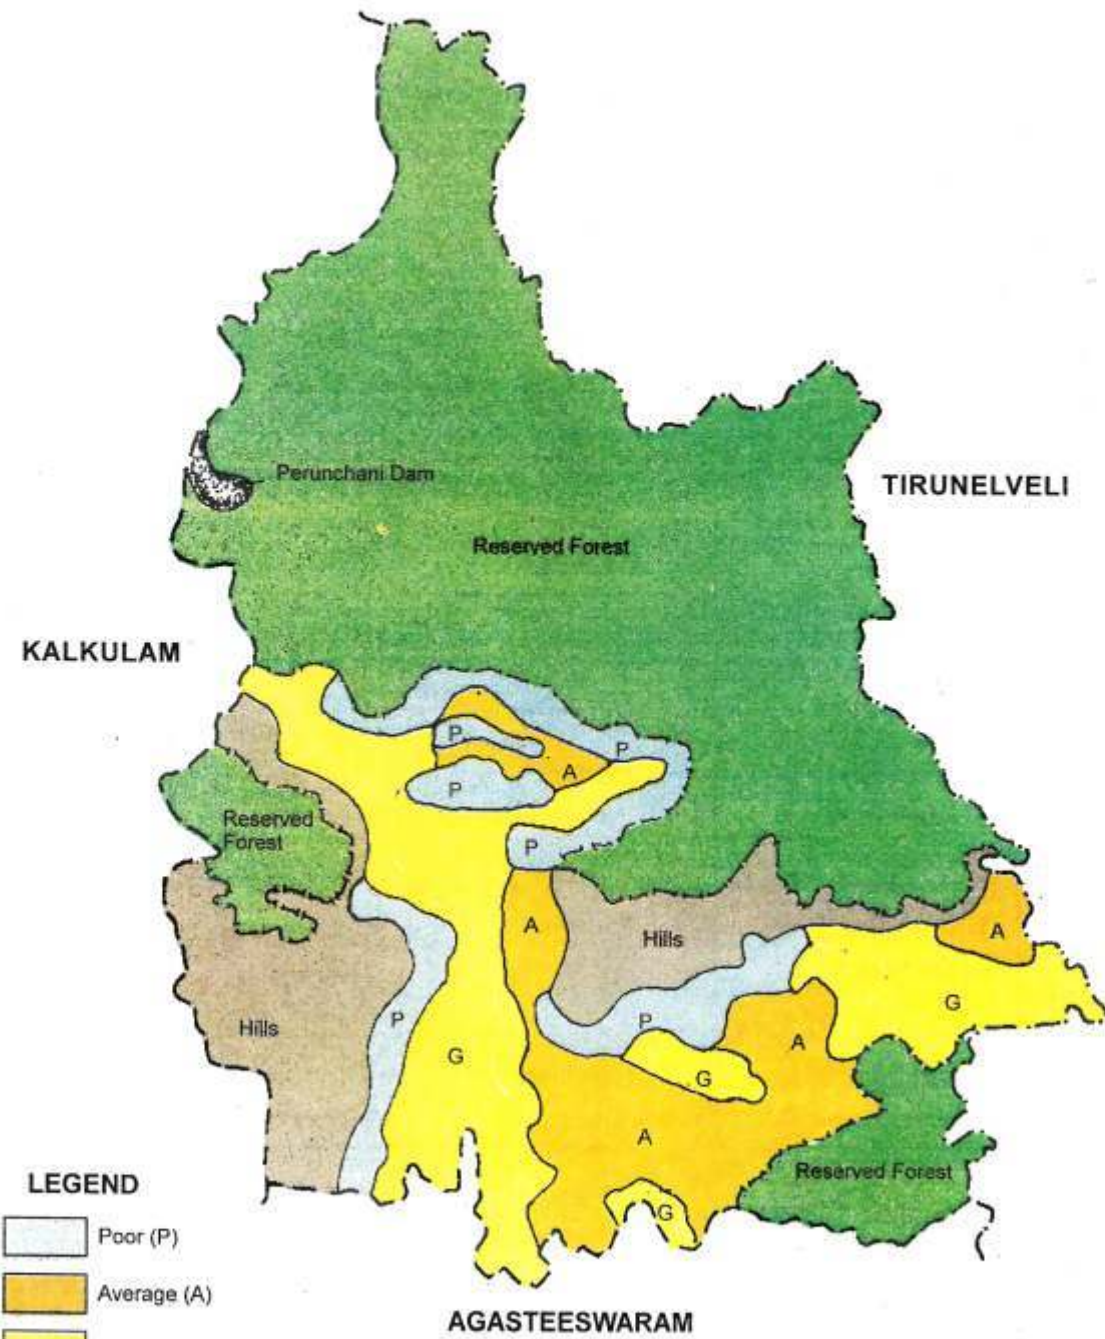 Perunchani Dam
TIRUNELVELI
Reserved Forest
KALKULAM
P
P
A
P
Reserved
Forest
P
A
Hills
A
G
P
P
Hills
A
G
G
A
Reserved Forest
G
LEGEND
Poor (P)
Average (A)
AGASTEESWARAM